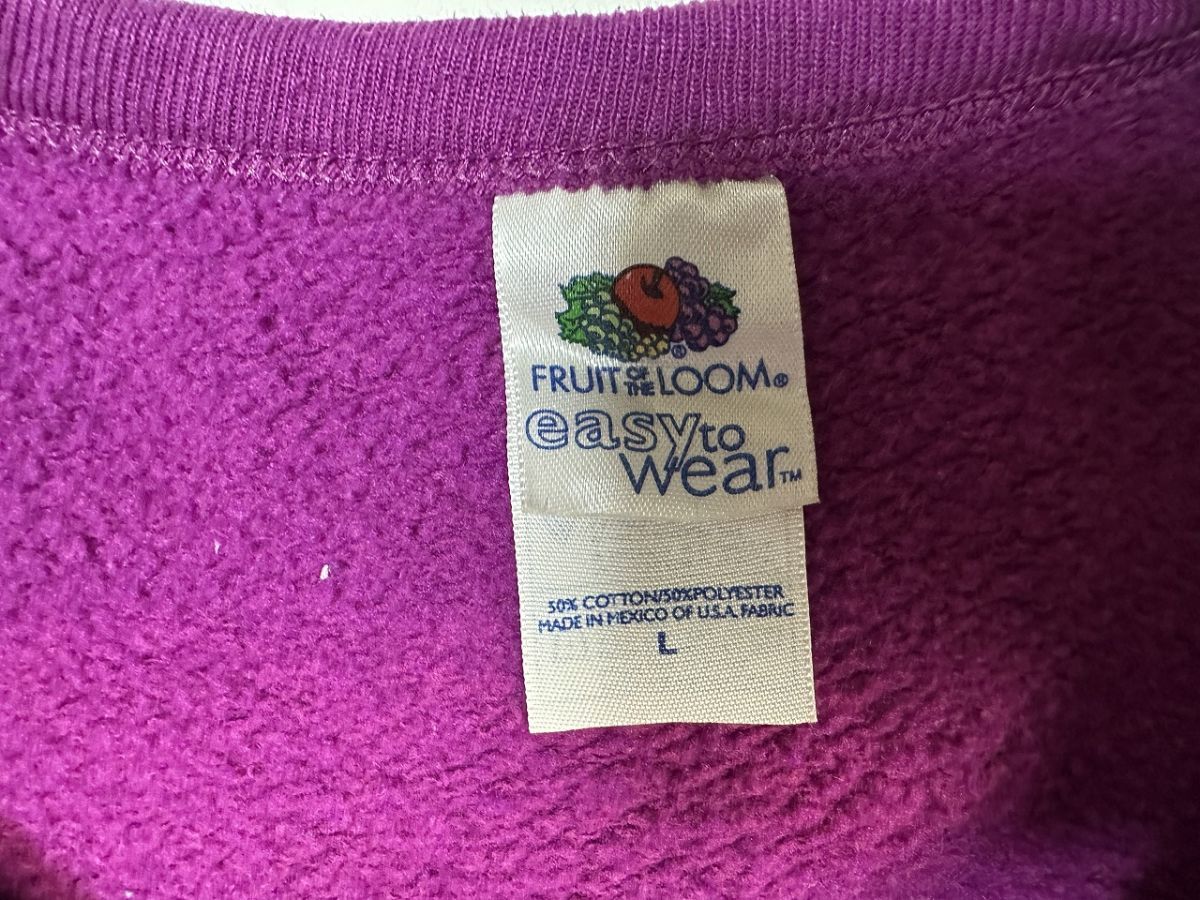 ®
FRUIT OF THE LOOM®
easy to
wear™
50% COTTON/50%POLYESTER
MADE IN MEXICO OF U.S.A. FABRIC
L